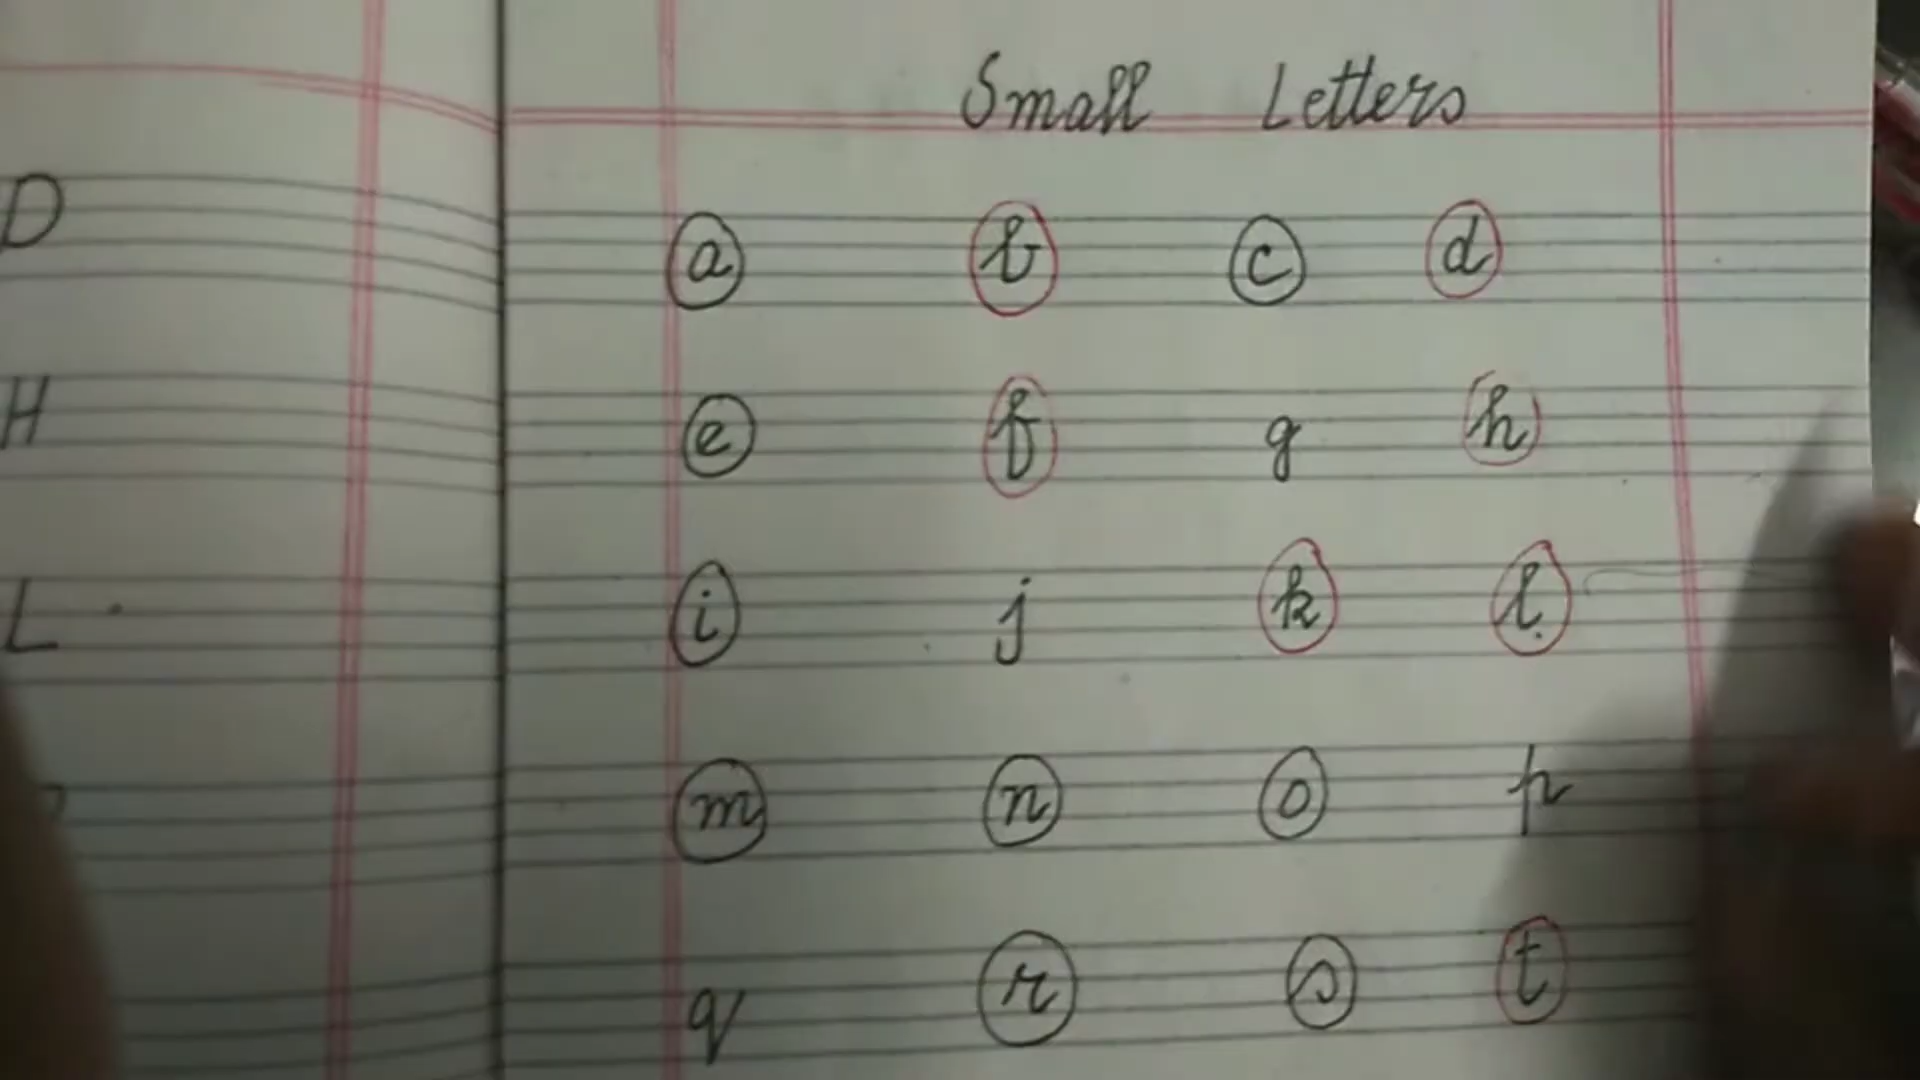 D
H
L
Small Letters
a b c d
e f g h
i j k l
m n o p
q r s t